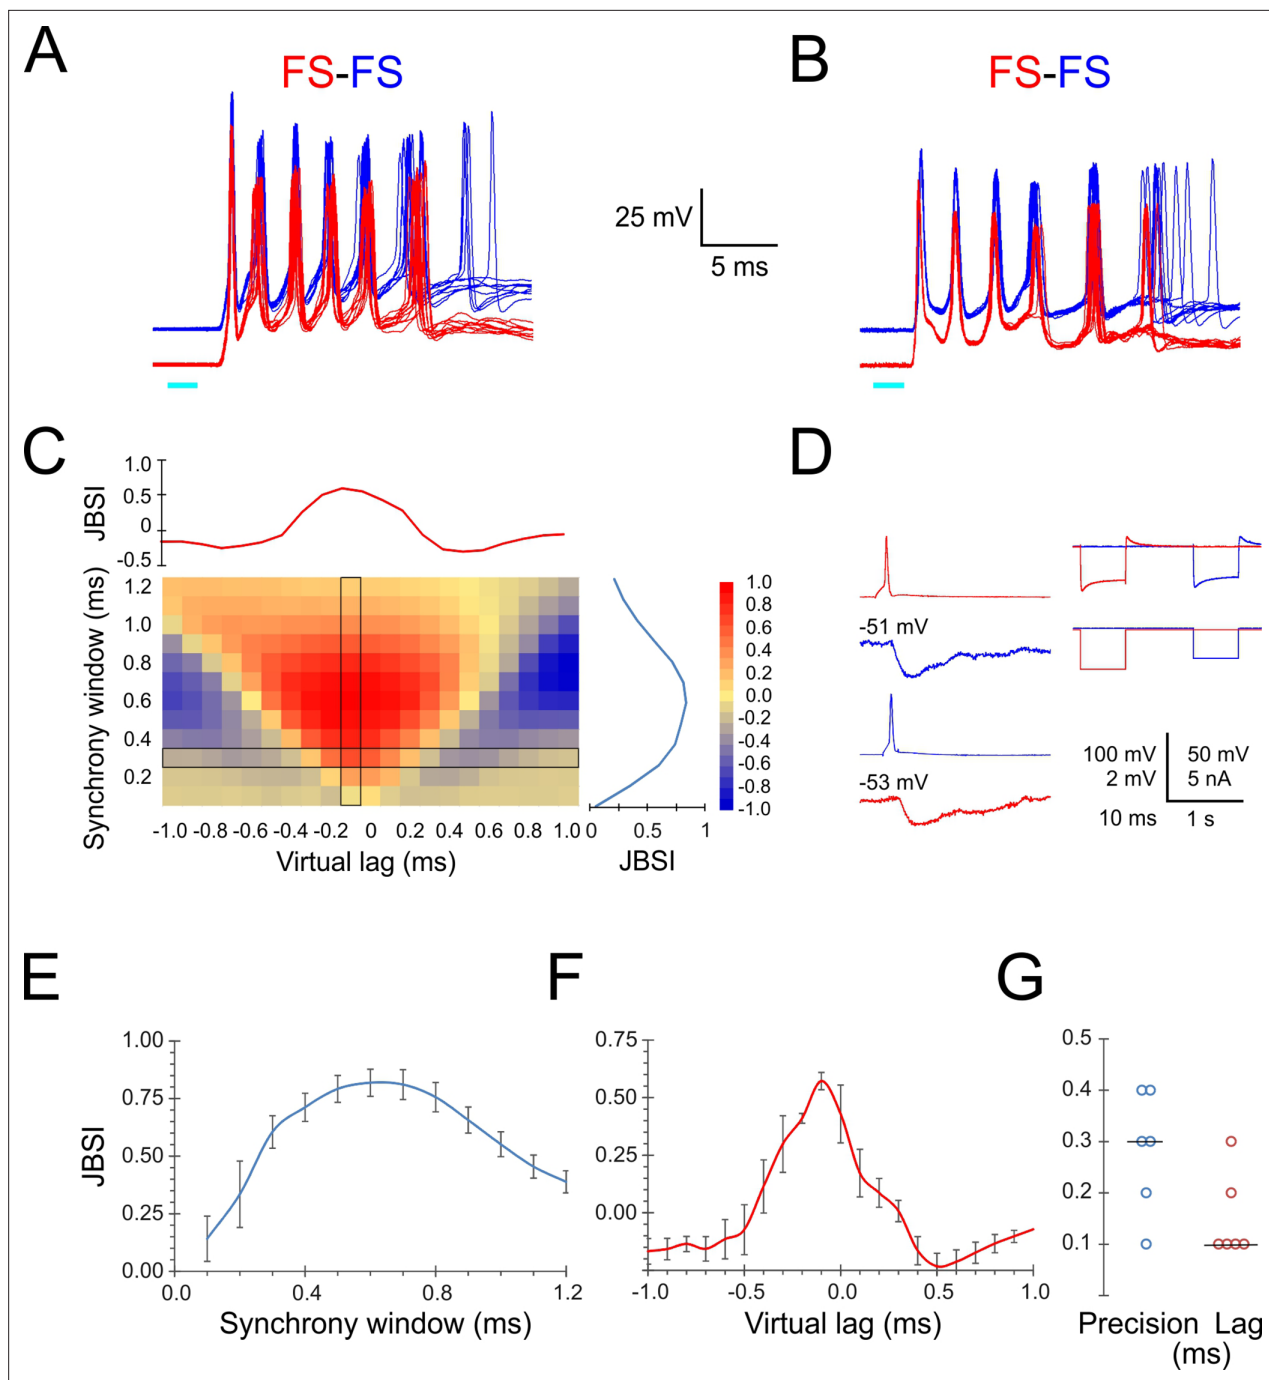 A
FS-FS
B
FS-FS
25 mV
5 ms
C
JBSI
1.0
0.5
0
-0.5
Synchrony window (ms)
1.2
1.0
0.8
0.6
0.4
0.2
-1.0 -0.8 -0.6 -0.4 -0.2 0 0.2 0.4 0.6 0.8 1.0
Virtual lag (ms)
0 0.5 1
JBSI
1.0
0.8
0.6
0.4
0.2
0.0
-0.2
-0.4
-0.6
-0.8
-1.0
D
-51 mV
-53 mV
100 mV 50 mV
2 mV 5 nA
10 ms 1 s
E
JBSI
1.00
0.75
0.50
0.25
0.00
0.0 0.4 0.8 1.2
Synchrony window (ms)
F
0.75
0.50
0.25
0.00
-1.0 -0.5 0.0 0.5 1.0
Virtual lag (ms)
G
0.5
0.4
0.3
0.2
0.1
Precision Lag
(ms)